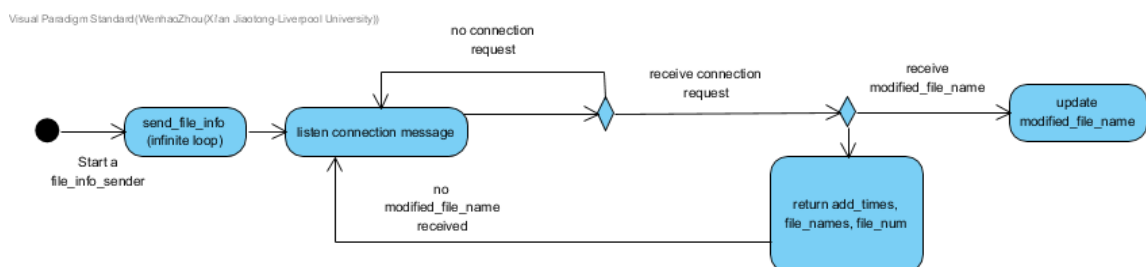 Visual Paradigm Standard(WenhaoZhou(Xi'an Jiaotong-Liverpool University))
no connection
request
receive connection
request
receive
modified_file_name
send_file_info
(infinite loop)
listen connection message
update
modified_file_name
Start a
file_info_sender
no
modified_file_name
received
return add_times,
file_names, file_num